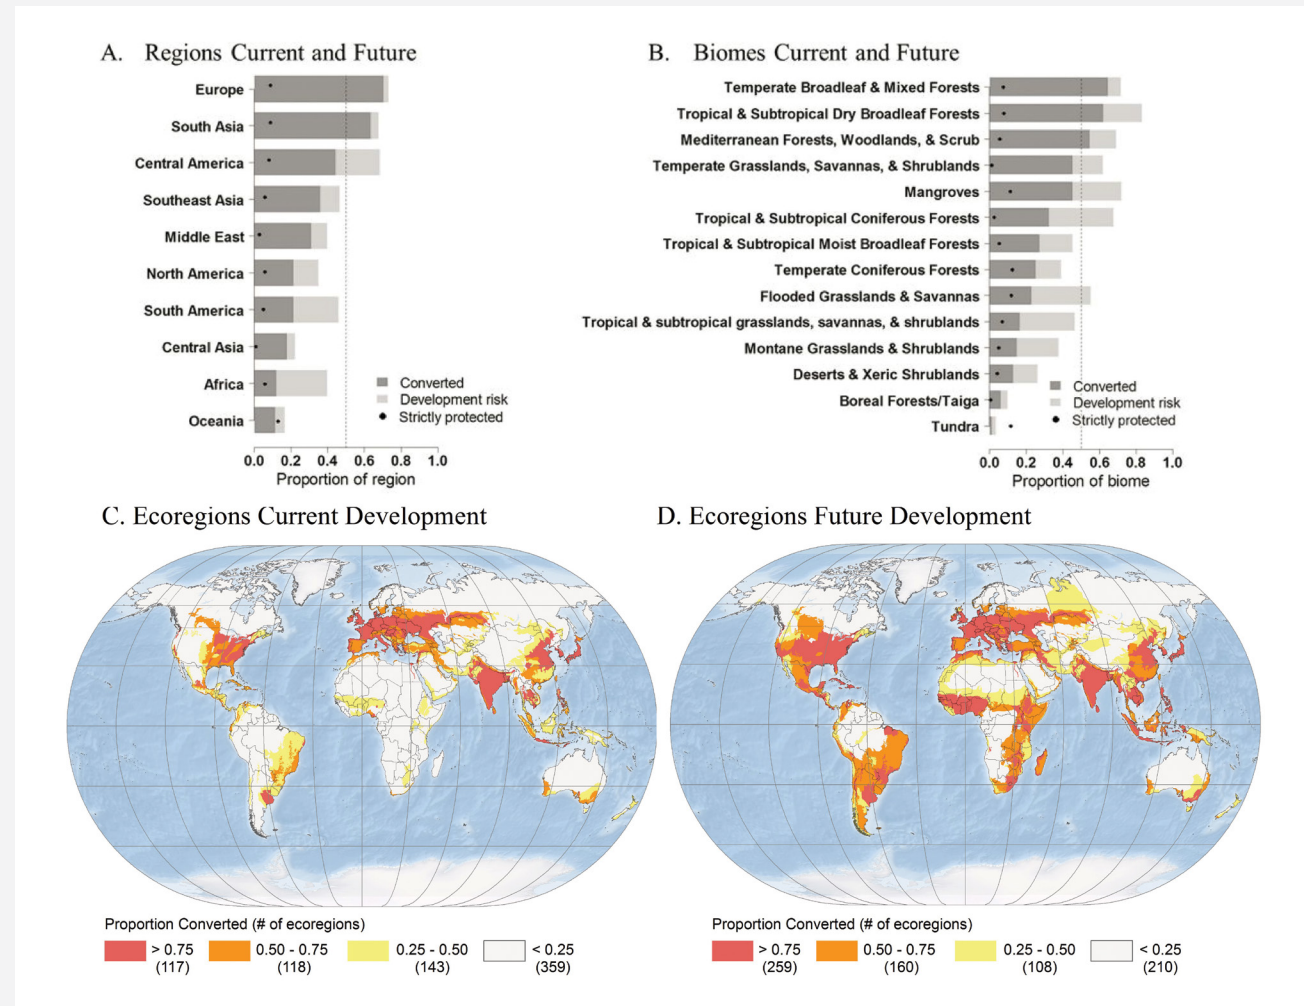 A. Regions Current and Future
Europe
South Asia
Central America
Southeast Asia
Middle East
North America
South America
Central Asia
Africa
Oceania
Converted
Development risk
Strictly protected
0.0 0.2 0.4 0.6 0.8 1.0
Proportion of region
B. Biomes Current and Future
Temperate Broadleaf & Mixed Forests
Tropical & Subtropical Dry Broadleaf Forests
Mediterranean Forests, Woodlands, & Scrub
Temperate Grasslands, Savannas, & Shrublands
Mangroves
Tropical & Subtropical Coniferous Forests
Tropical & Subtropical Moist Broadleaf Forests
Temperate Coniferous Forests
Flooded Grasslands & Savannas
Tropical & subtropical grasslands, savannas, & shrublands
Montane Grasslands & Shrublands
Deserts & Xeric Shrublands
Boreal Forests/Taiga
Tundra
Converted
Development risk
Strictly protected
0.0 0.2 0.4 0.6 0.8 1.0
Proportion of biome
C. Ecoregions Current Development
Proportion Converted (# of ecoregions)
> 0.75 0.50 - 0.75 0.25 - 0.50 < 0.25
(117) (118) (143) (359)
D. Ecoregions Future Development
Proportion Converted (# of ecoregions)
> 0.75 0.50 - 0.75 0.25 - 0.50 < 0.25
(259) (160) (108) (210)